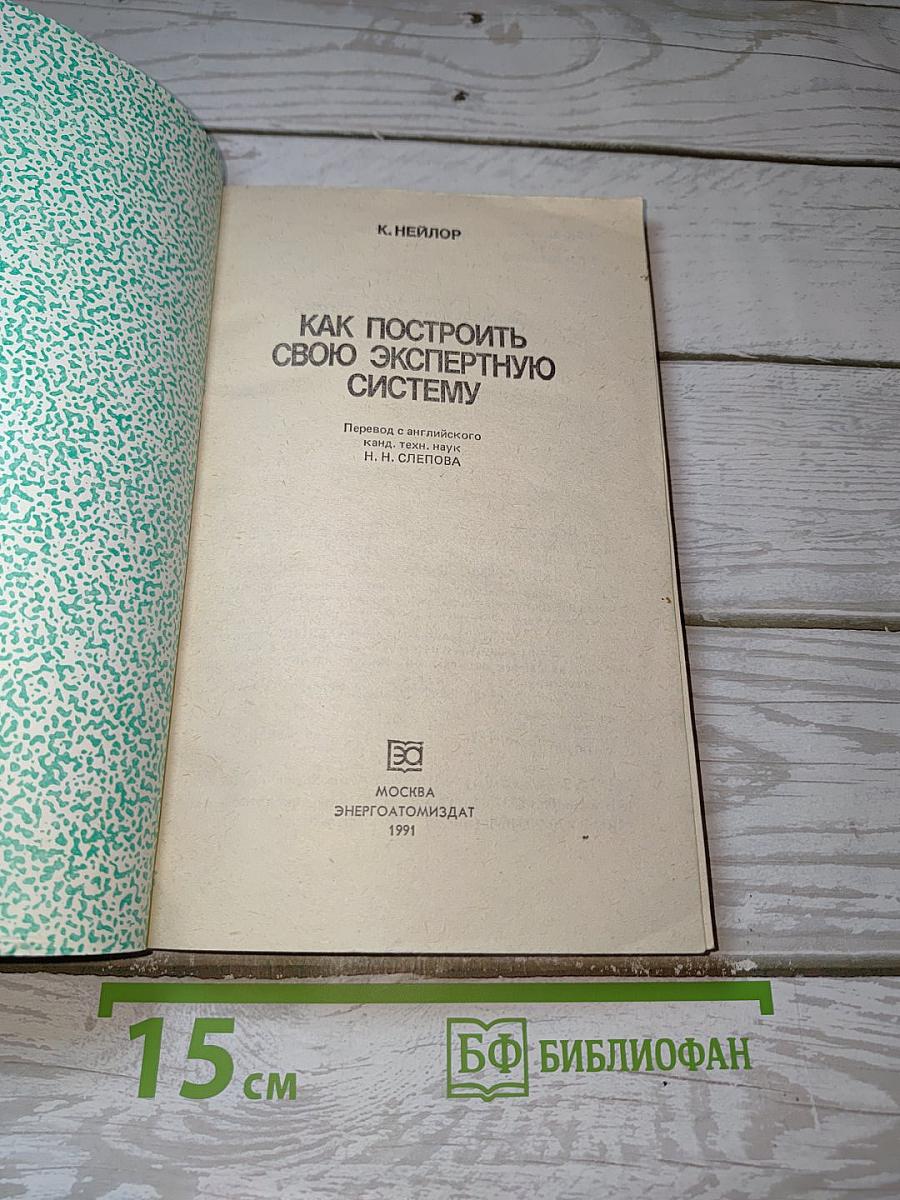 К. НЕЙЛОР
КАК ПОСТРОИТЬ
СВОЮ ЭКСПЕРТНУЮ
СИСТЕМУ
Перевод с английского
канд. техн. наук
Н. Н. СЛЕПОВА
ЭА
МОСКВА
ЭНЕРГОАТОМИЗДАТ
1991
15 см
БФ БИБЛИОФАН